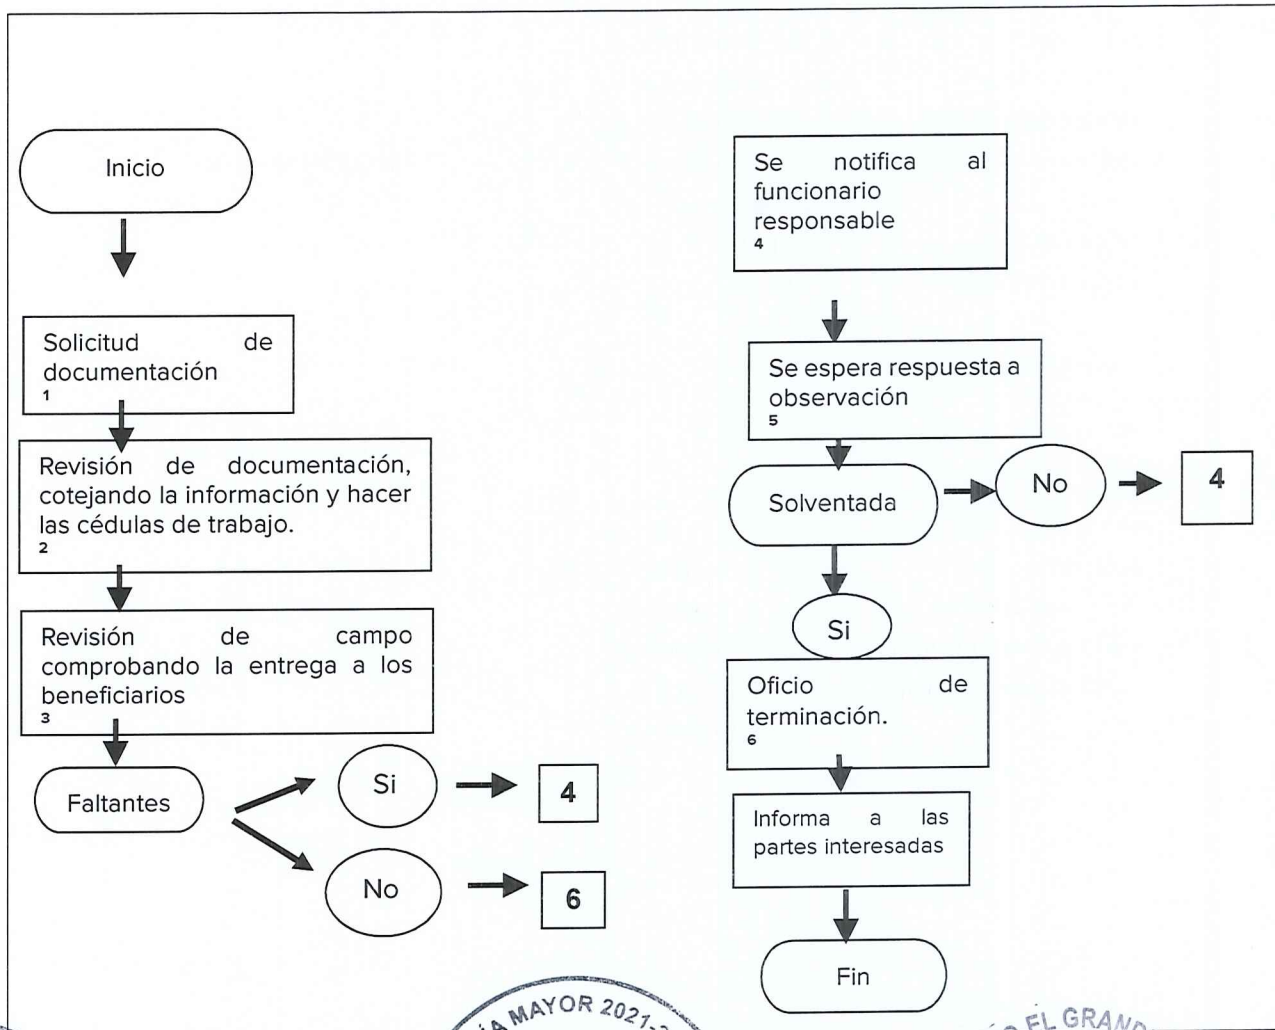 Inicio
Solicitud de
documentación
1
Revisión de documentación,
cotejando la información y hacer
las cédulas de trabajo.
2
Revisión de campo
comprobando la entrega a los
beneficiarios
3
Faltantes
Si
4
No
6
Se notifica al
funcionario
responsable
4
Se espera respuesta a
observación
5
Solventada
No
4
Si
Oficio de
terminación.
6
Informa a las
partes interesadas
Fin
MAYOR 2021-
EL GRAND